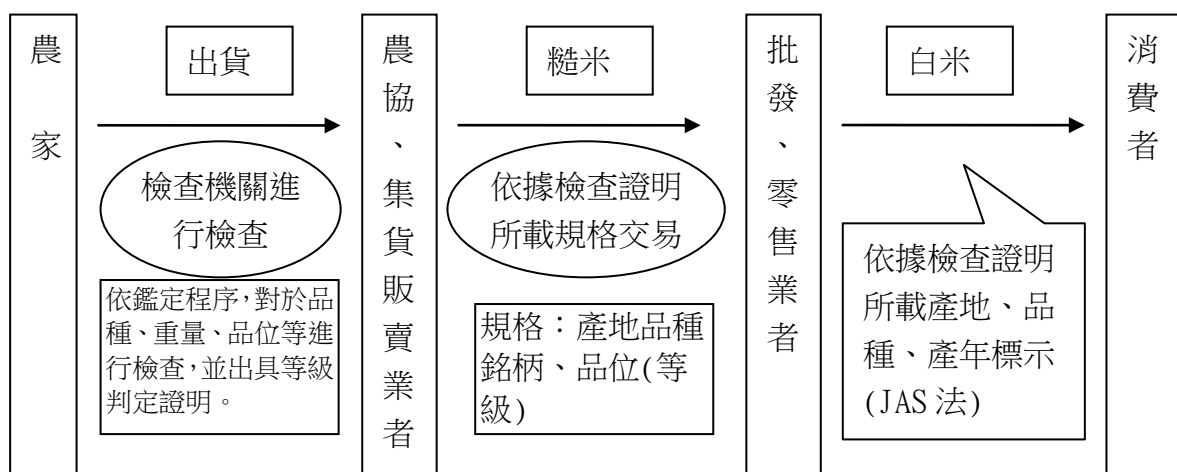 農家
出貨
檢查機關進
行檢查
依鑑定程序，對於品
種、重量、品位等進
行檢查，並出具等級
判定證明。
農協、集貨販賣業者
糙米
依據檢查證明
所載規格交易
規格：產地品種
銘柄、品位(等
級)
批發、零售業者
白米
依據檢查證明
所載產地、品
種、產年標示
(JAS法)
消費者